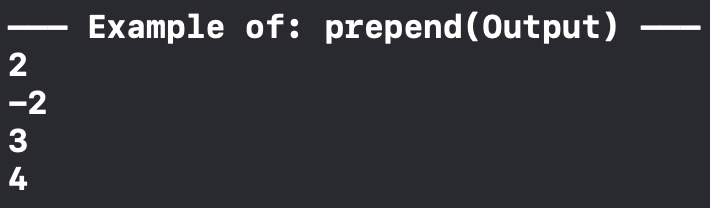 ——— Example of: prepend(Output) ———
2
-2
3
4